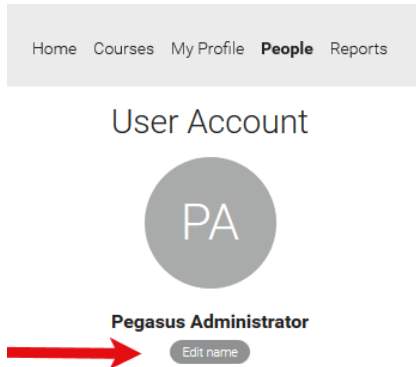 Home Courses My Profile People Reports
User Account
PA
Pegasus Administrator
Edit name